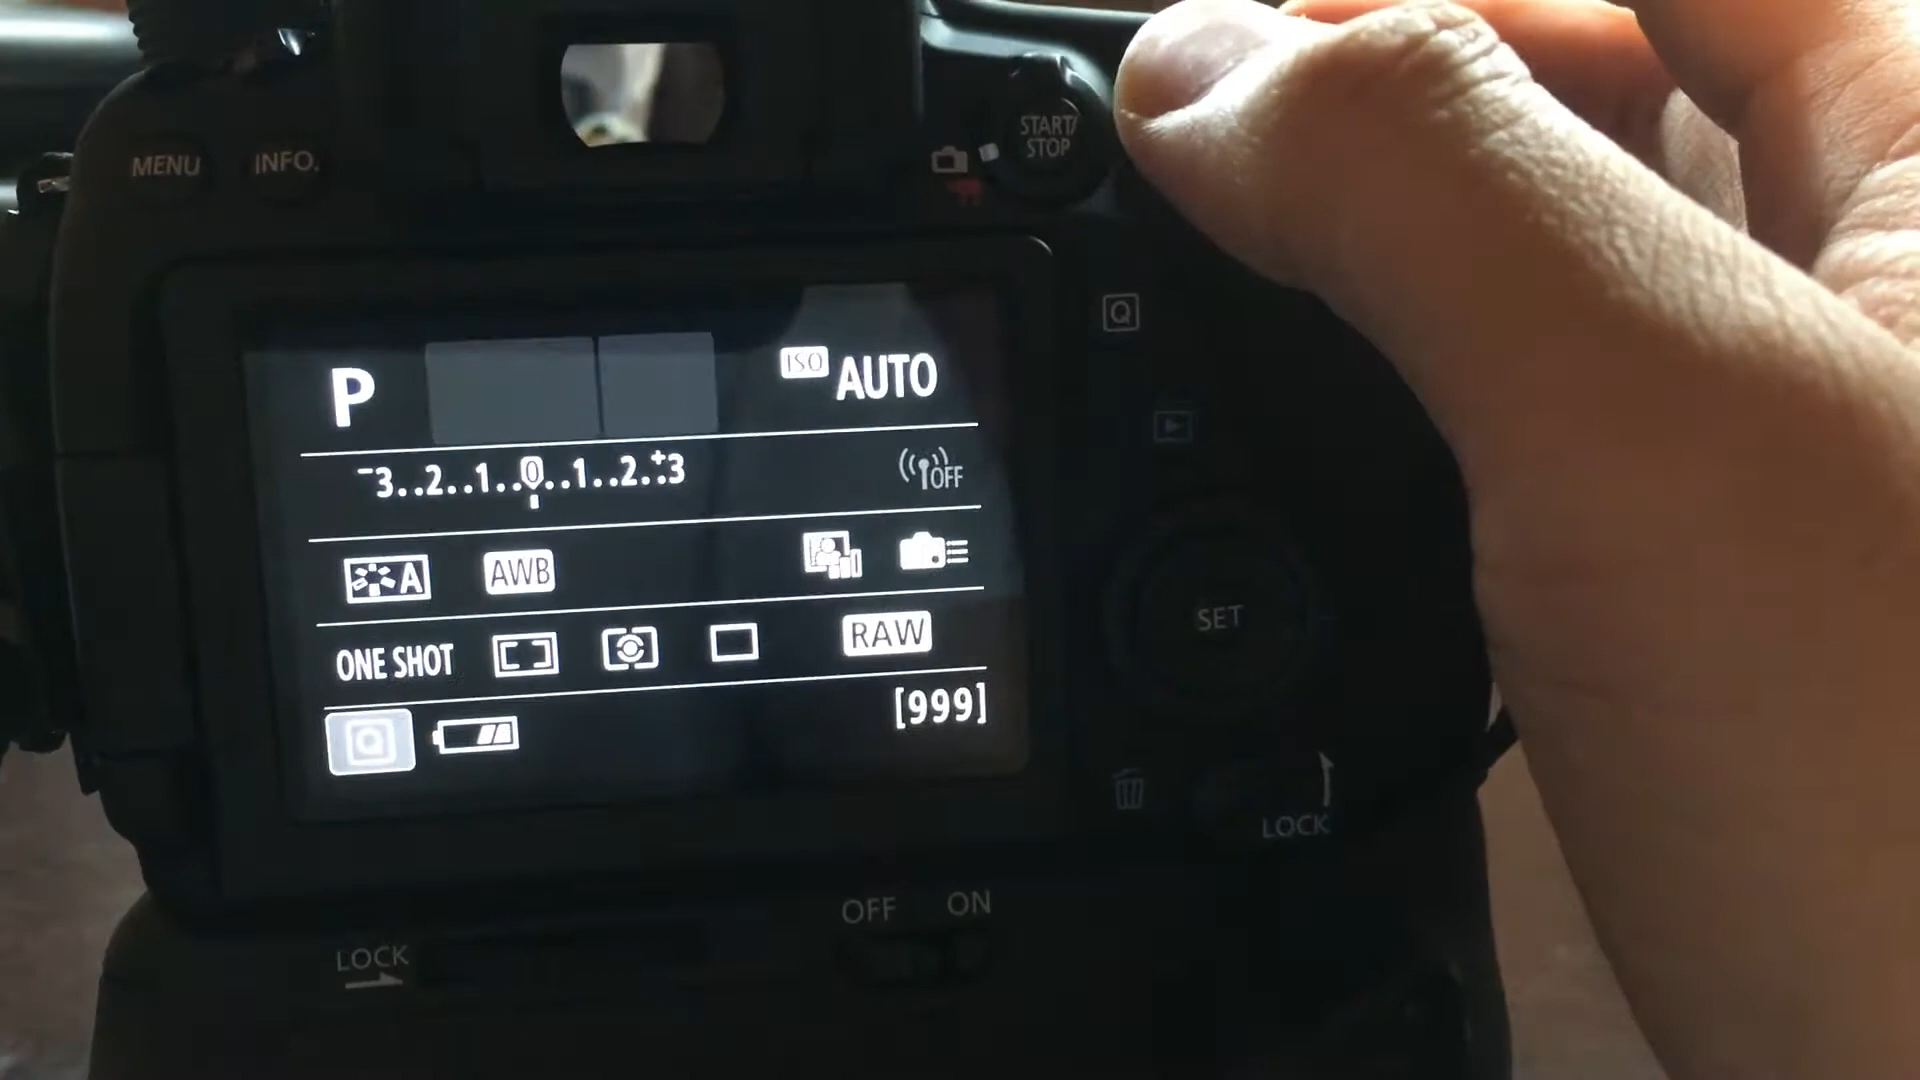 MENU INFO.
START/
STOP
Q
P ISO AUTO
-3..2..1..0..1..2..+3
OFF
A AWB
ONE SHOT RAW
SET
Q [999]
LOCK
OFF ON
LOCK